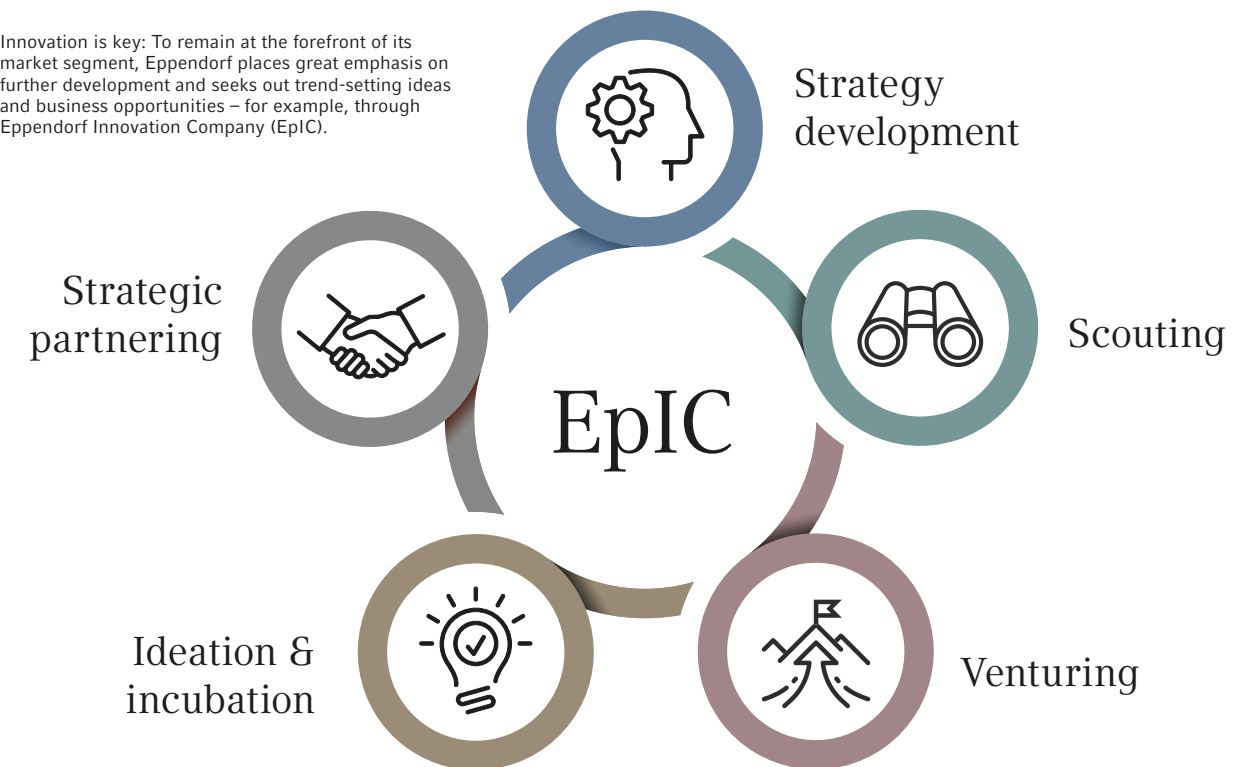 Innovation is key: To remain at the forefront of its
market segment, Eppendorf places great emphasis on
further development and seeks out trend-setting ideas
and business opportunities – for example, through
Eppendorf Innovation Company (EpIC).
Strategy
development
Strategic
partnering
Scouting
EpIC
Ideation &
incubation
Venturing